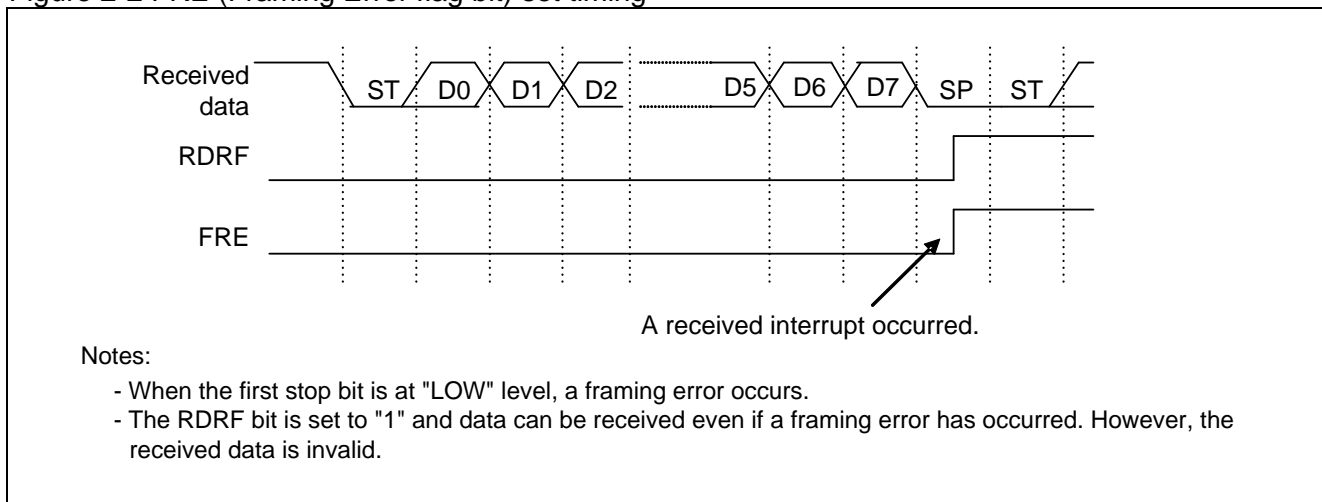 Received
data
ST D0 D1 D2 D5 D6 D7 SP ST
RDRF
FRE
A received interrupt occurred.
Notes:
- When the first stop bit is at "LOW" level, a framing error occurs.
- The RDRF bit is set to "1" and data can be received even if a framing error has occurred. However, the
received data is invalid.